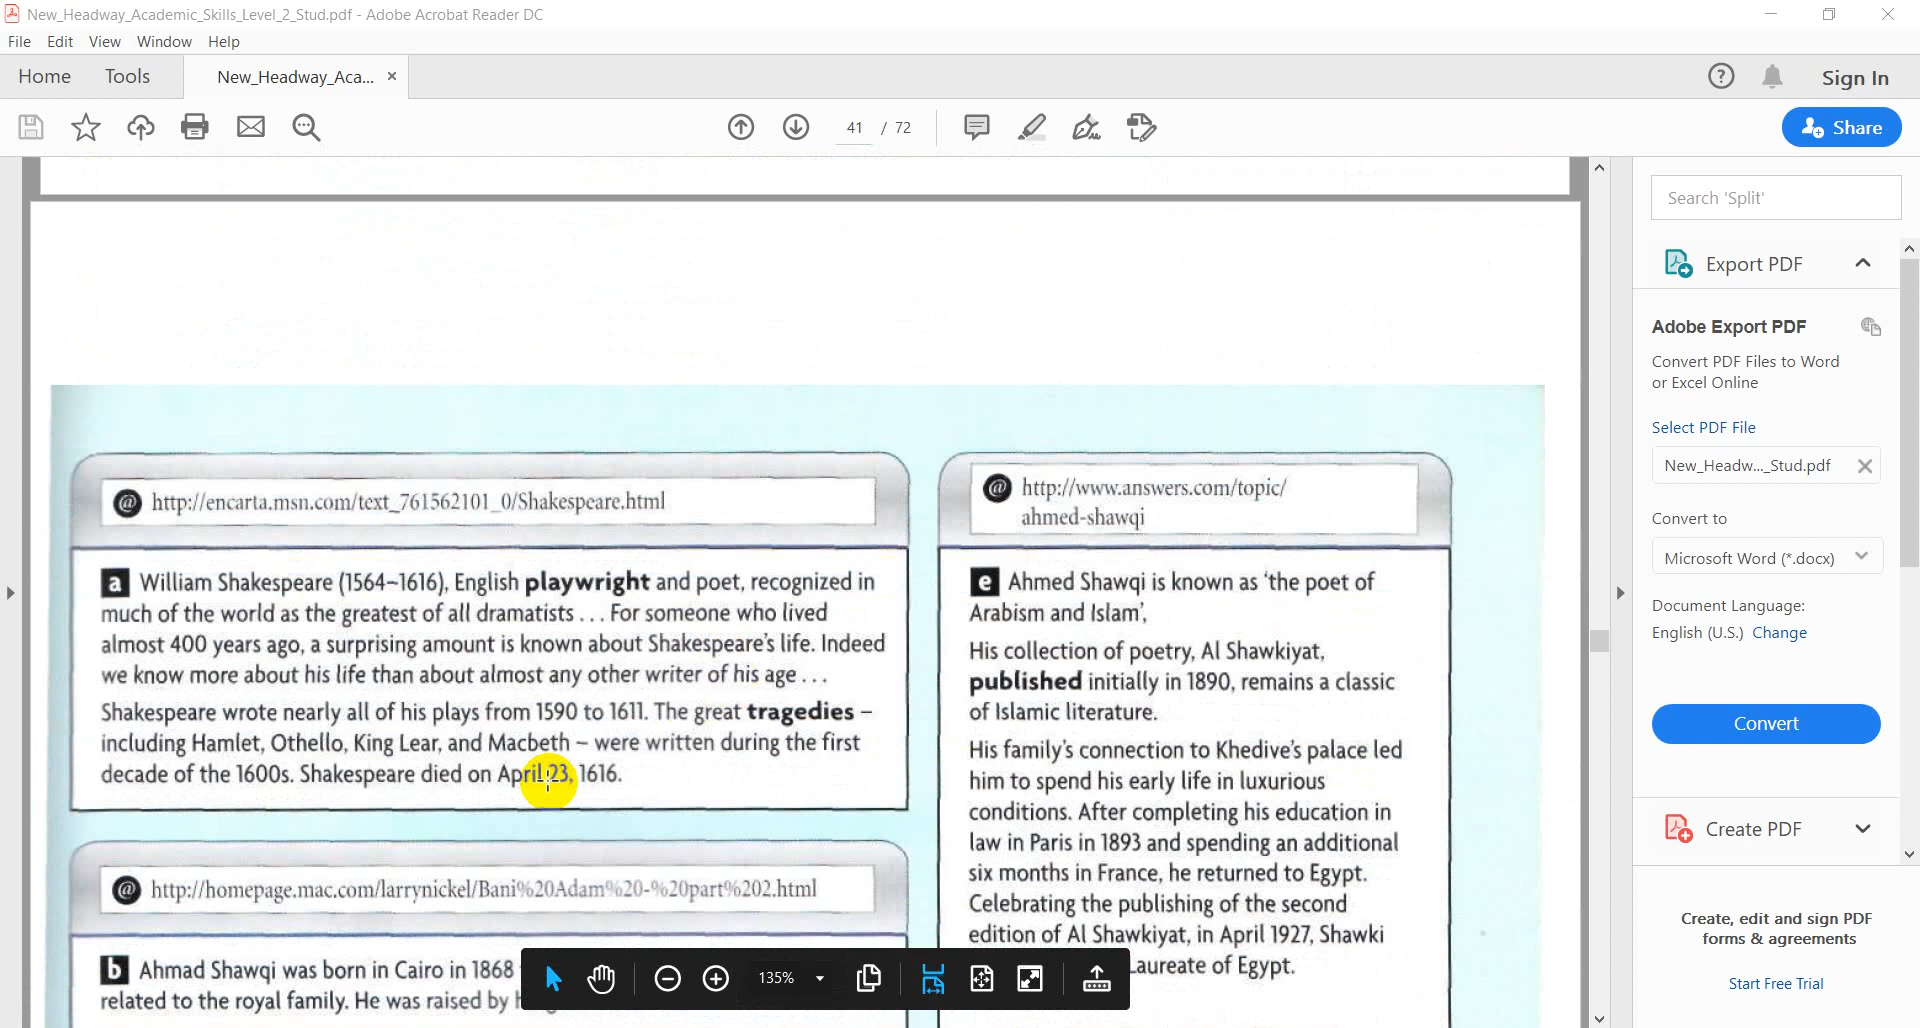 New_Headway_Academic_Skills_Level_2_Stud.pdf - Adobe Acrobat Reader DC
File Edit View Window Help
Home Tools New_Headway_Aca... × Sign In
41 / 72
Share
@ http://encarta.msn.com/text_761562101_0/Shakespeare.html
a William Shakespeare (1564–1616), English playwright and poet, recognized in
much of the world as the greatest of all dramatists ... For someone who lived
almost 400 years ago, a surprising amount is known about Shakespeare's life. Indeed
we know more about his life than about almost any other writer of his age ...
Shakespeare wrote nearly all of his plays from 1590 to 1611. The great tragedies –
including Hamlet, Othello, King Lear, and Macbeth – were written during the first
decade of the 1600s. Shakespeare died on April 23, 1616.
@ http://homepage.mac.com/larrynickel/Bani%20Adam%20-%20part%202.html
b Ahmad Shawqi was born in Cairo in 1868
related to the royal family. He was raised by
@ http://www.answers.com/topic/
ahmed-shawqi
e Ahmed Shawqi is known as 'the poet of
Arabism and Islam',
His collection of poetry, Al Shawkiyat,
published initially in 1890, remains a classic
of Islamic literature.
His family's connection to Khedive's palace led
him to spend his early life in luxurious
conditions. After completing his education in
law in Paris in 1893 and spending an additional
six months in France, he returned to Egypt.
Celebrating the publishing of the second
edition of Al Shawkiyat, in April 1927, Shawki
Laureate of Egypt.
135%
Search 'Split'
Export PDF
Adobe Export PDF
Convert PDF Files to Word
or Excel Online
Select PDF File
New_Headw..._Stud.pdf
Convert to
Microsoft Word (*.docx)
Document Language:
English (U.S.) Change
Convert
Create PDF
Create, edit and sign PDF
forms & agreements
Start Free Trial